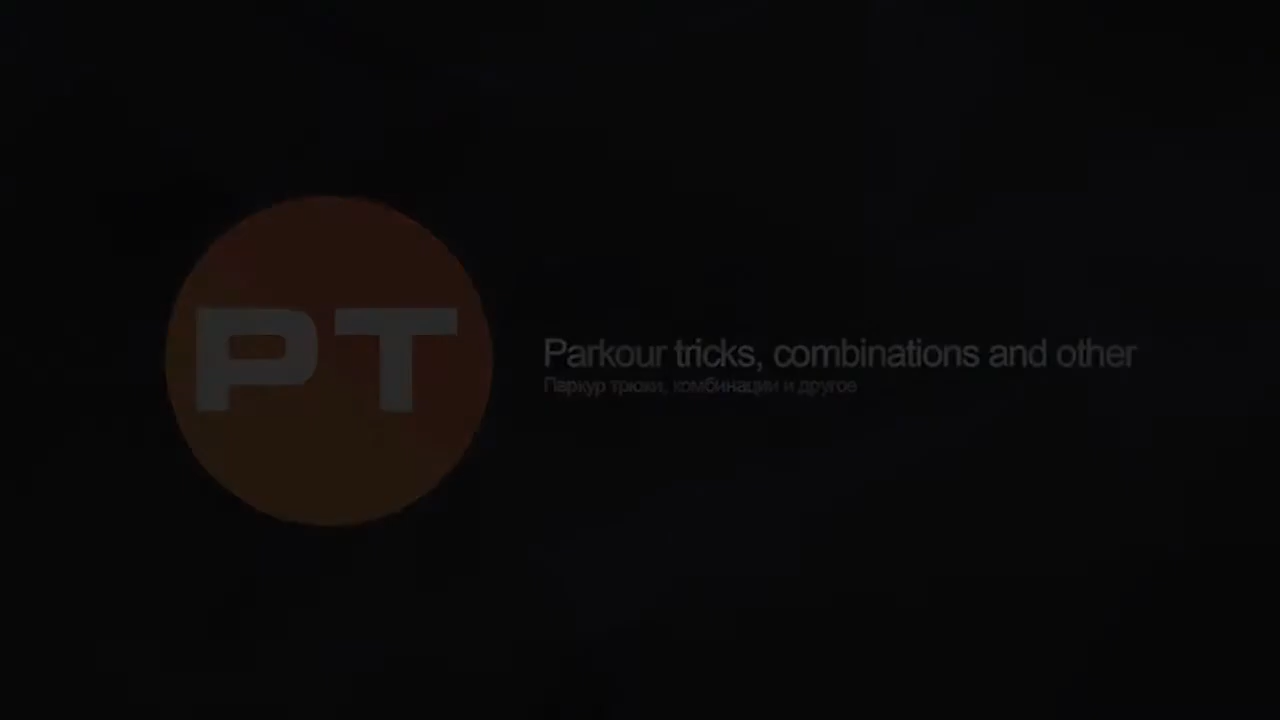 PT
Parkour tricks, combinations and other
Паркур трюки, комбинации и другое